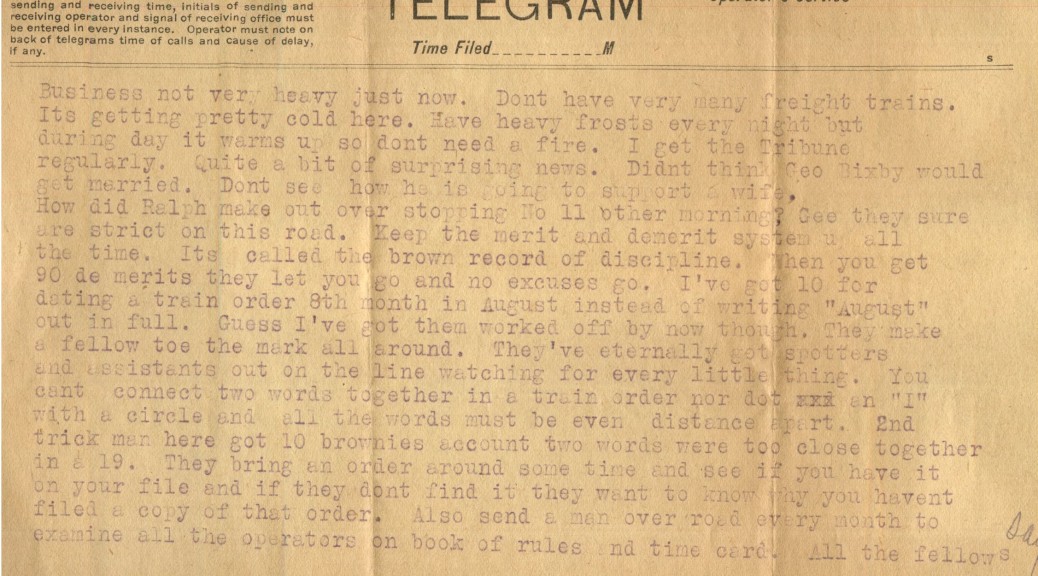 sending and receiving time, initials of sending and
receiving operator and signal of receiving office must
be entered in every instance. Operator must note on
back of telegrams time of calls and cause of delay,
if any.
TELEGRAM
Time Filed__________M
s
Business not very heavy just now. Dont have very many freight trains.
Its getting pretty cold here. Have heavy frosts every night but
during day it warms up so dont need a fire. I get the Tribune
regularly. Quite a bit of surprising news. Didnt think Geo Bixby would
get married. Dont see how he is going to support a wife.
How did Ralph make out over stopping No 11 other morning? Gee they sure
are strict on this road. Keep the merit and demerit system up all
the time. Its called the brown record of discipline. When you get
90 de merits they let you go and no excuses go. I've got 10 for
dating a train order 8th month in August instead of writing "August"
out in full. Guess I've got them worked off by now though. They make
a fellow toe the mark all around. They've eternally got spotters
and assistants out on the line watching for every little thing. You
cant connect two words together in a train order nor dot xxx an "I"
with a circle and all the words must be even distance apart. 2nd
trick man here got 10 brownies account two words were too close together
in a 19. They bring an order around some time and see if you have it
on your file and if they dont find it they want to know why you havent
filed a copy of that order. Also send a man over road every month to
examine all the operators on book of rules and time card. All the fellows